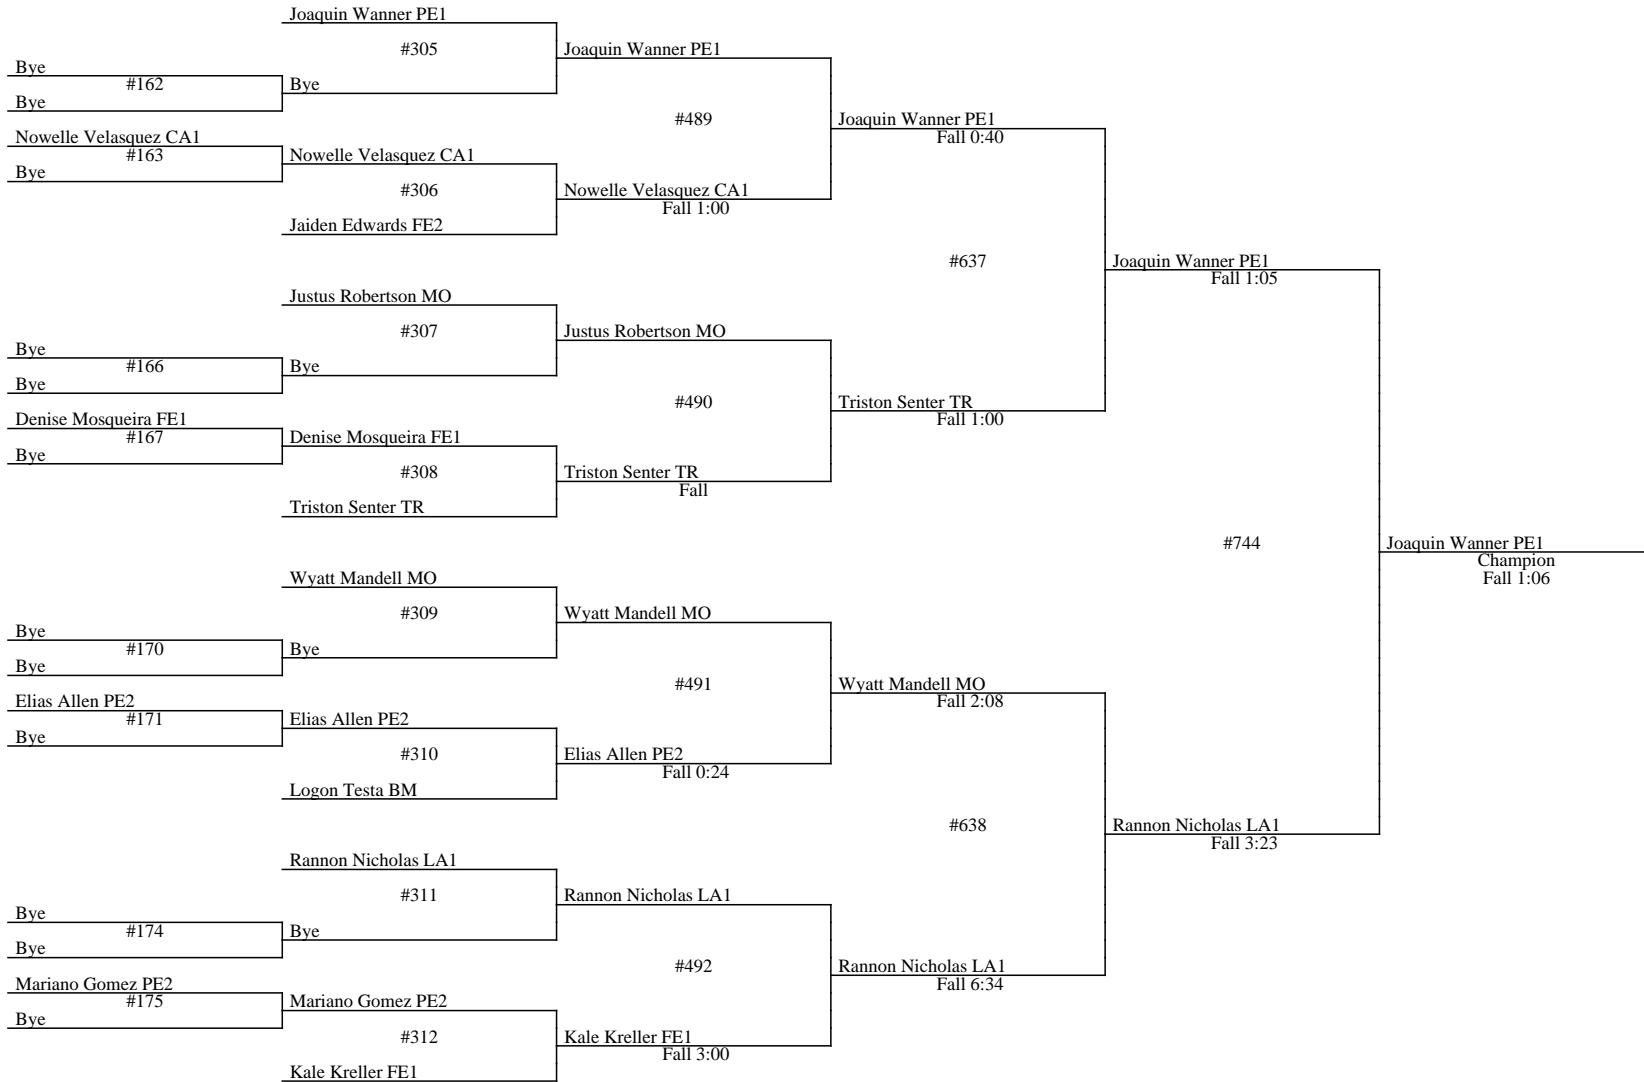 Joaquin Wanner PE1
#305
Joaquin Wanner PE1
Bye
#162
Bye
Bye
#489
Joaquin Wanner PE1
Fall 0:40
Nowelle Velasquez CA1
#163
Nowelle Velasquez CA1
Bye
#306
Nowelle Velasquez CA1
Fall 1:00
Jaiden Edwards FE2
#637
Joaquin Wanner PE1
Fall 1:05
Justus Robertson MO
#307
Justus Robertson MO
Bye
#166
Bye
Bye
#490
Triston Senter TR
Fall 1:00
Denise Mosqueira FE1
#167
Denise Mosqueira FE1
Bye
#308
Triston Senter TR
Fall
Triston Senter TR
#744
Joaquin Wanner PE1
Champion
Fall 1:06
Wyatt Mandell MO
#309
Wyatt Mandell MO
Bye
#170
Bye
Bye
#491
Wyatt Mandell MO
Fall 2:08
Elias Allen PE2
#171
Elias Allen PE2
Bye
#310
Elias Allen PE2
Fall 0:24
Logon Testa BM
#638
Rannon Nicholas LA1
Fall 3:23
Rannon Nicholas LA1
#311
Rannon Nicholas LA1
Bye
#174
Bye
Bye
#492
Rannon Nicholas LA1
Fall 6:34
Mariano Gomez PE2
#175
Mariano Gomez PE2
Bye
#312
Kale Kreller FE1
Fall 3:00
Kale Kreller FE1